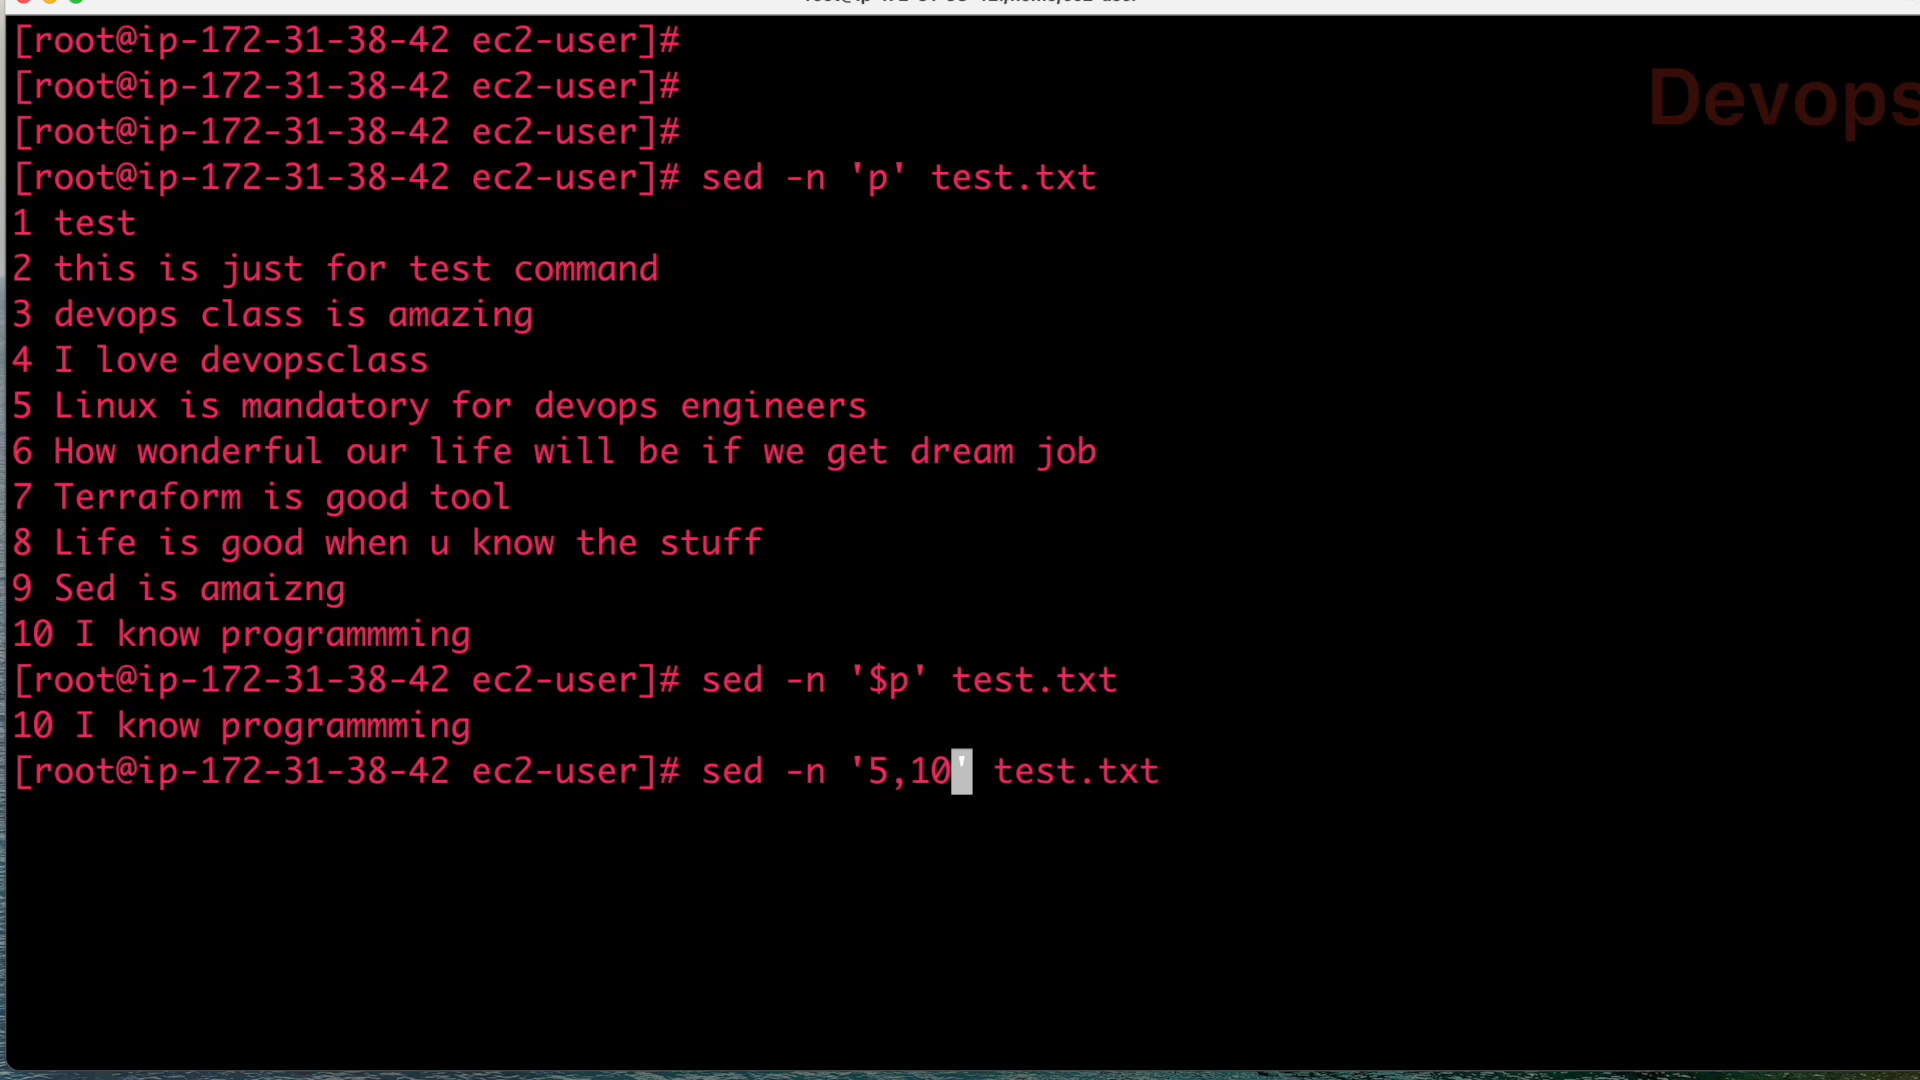 [root@ip-172-31-38-42 ec2-user]#
[root@ip-172-31-38-42 ec2-user]#
[root@ip-172-31-38-42 ec2-user]#
[root@ip-172-31-38-42 ec2-user]# sed -n 'p' test.txt
1 test
2 this is just for test command
3 devops class is amazing
4 I love devopsclass
5 Linux is mandatory for devops engineers
6 How wonderful our life will be if we get dream job
7 Terraform is good tool
8 Life is good when u know the stuff
9 Sed is amaizng
10 I know programmming
[root@ip-172-31-38-42 ec2-user]# sed -n '$p' test.txt
10 I know programmming
[root@ip-172-31-38-42 ec2-user]# sed -n '5,10' test.txt
Devops